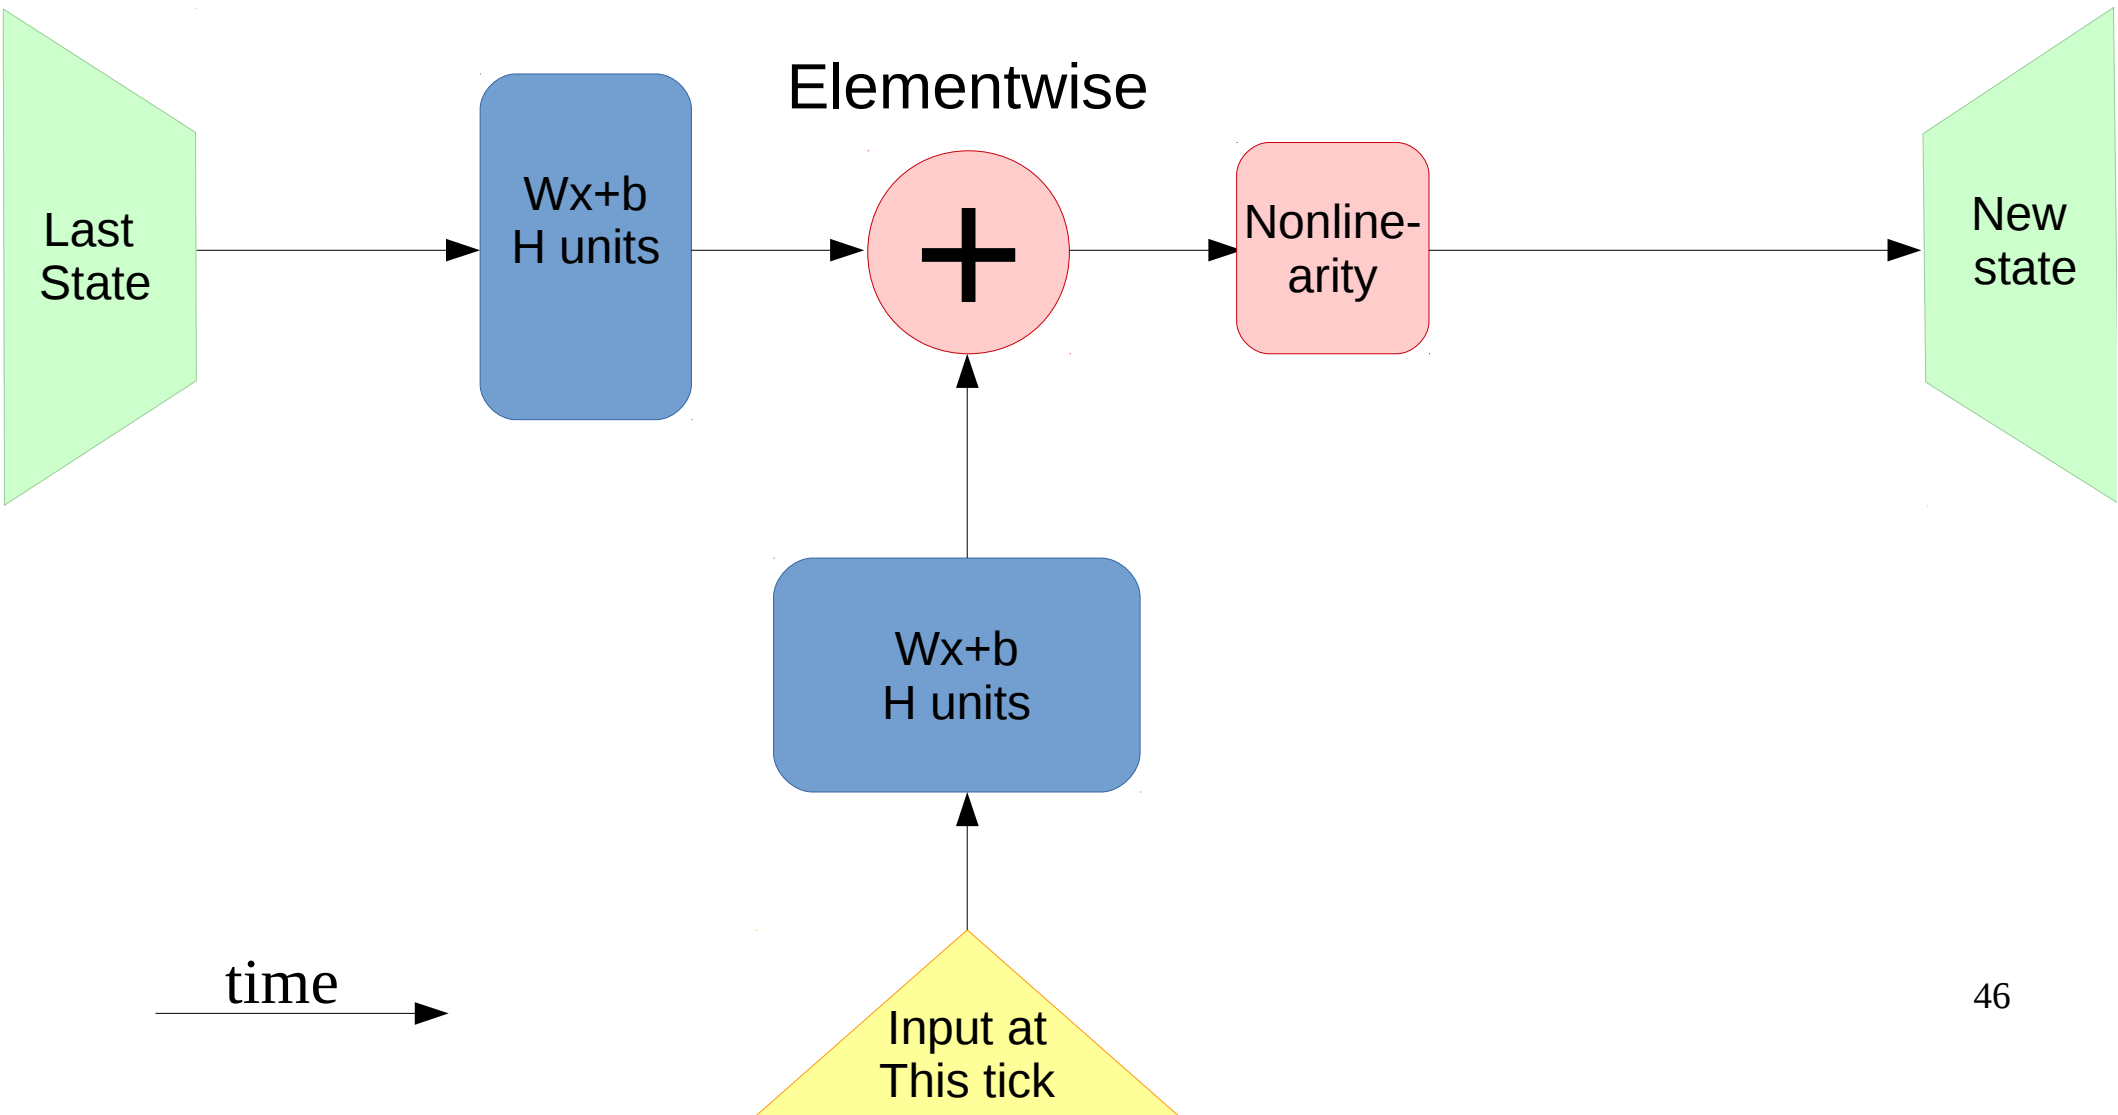 Elementwise
Last
State
Wx+b
H units
+
Nonline-
arity
New
state
Wx+b
H units
time
Input at
This tick
46